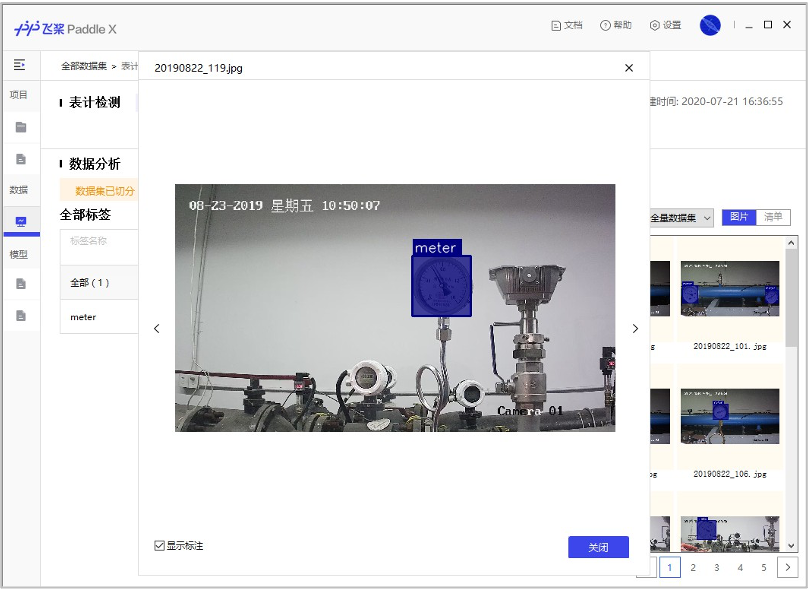 飞桨 Paddle X
文档
帮助
设置
全部数据集 > 表计
20190822_119.jpg
项目
表计检测
建时间: 2020-07-21 16:36:55
数据分析
数据集已切分
数据
全部标签
全量数据集
图片
清单
标签名称
模型
全部 ( 1 )
meter
08-23-2019 星期五 10:50:07
meter
Camera 01
20190822_101.jpg
20190822_106.jpg
显示标注
关闭
1 2 3 4 5